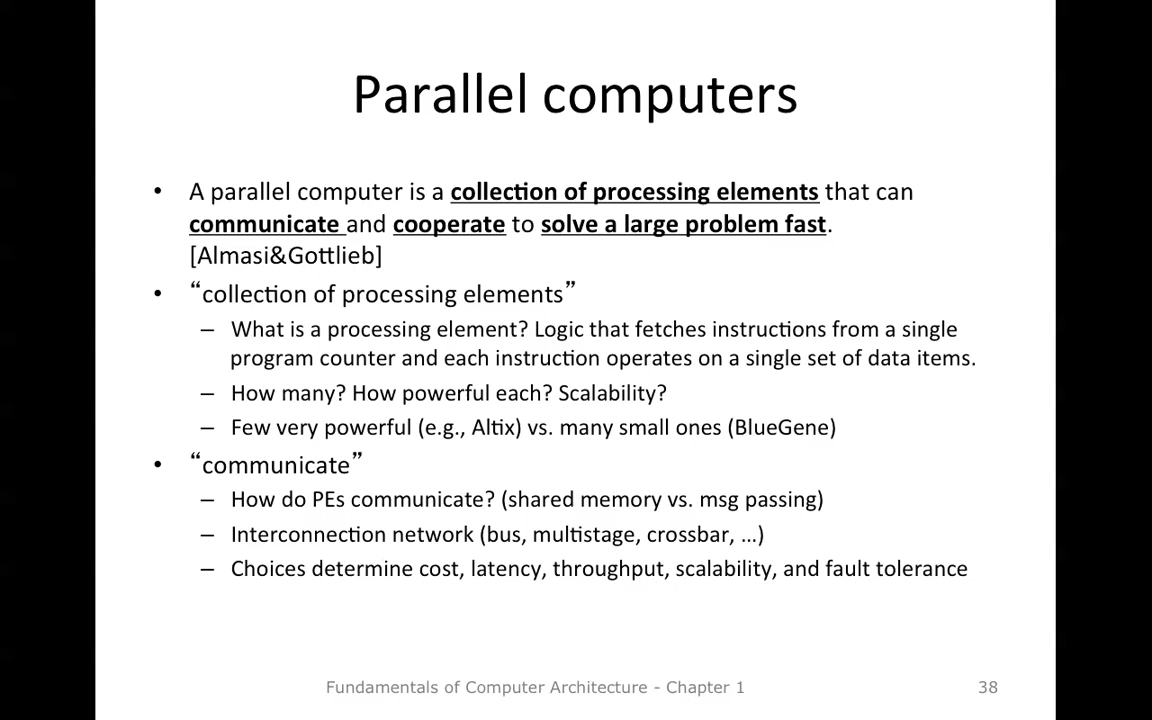 Parallel computers
• A parallel computer is a collection of processing elements that can
communicate and cooperate to solve a large problem fast.
[Almasi&Gottlieb]
• “collection of processing elements”
– What is a processing element? Logic that fetches instructions from a single
program counter and each instruction operates on a single set of data items.
– How many? How powerful each? Scalability?
– Few very powerful (e.g., Altix) vs. many small ones (BlueGene)
• “communicate”
– How do PEs communicate? (shared memory vs. msg passing)
– Interconnection network (bus, multistage, crossbar, …)
– Choices determine cost, latency, throughput, scalability, and fault tolerance
Fundamentals of Computer Architecture - Chapter 1
38